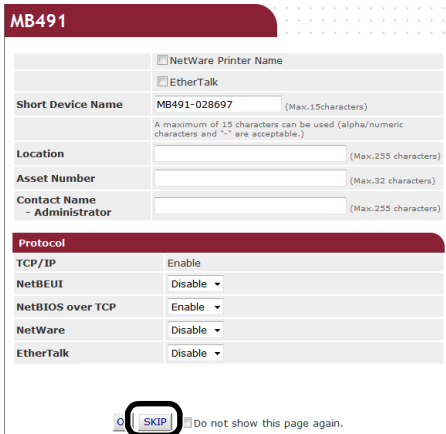 MB491
NetWare Printer Name
EtherTalk
Short Device Name MB491-028697 (Max.15characters)
A maximum of 15 characters can be used (alpha/numeric
characters and "-" are acceptable.)
Location (Max.255 characters)
Asset Number (Max.32 characters)
Contact Name
- Administrator (Max.255 characters)
Protocol
TCP/IP Enable
NetBEUI Disable
NetBIOS over TCP Enable
NetWare Disable
EtherTalk Disable
SKIP Do not show this page again.